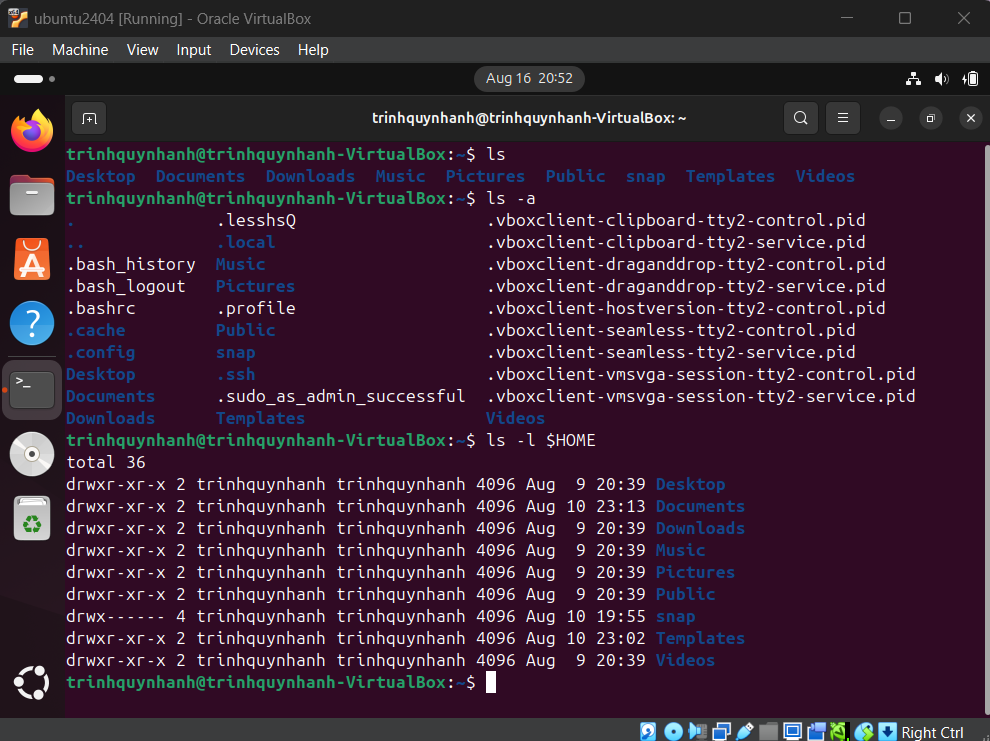 ubuntu2404 [Running] - Oracle VirtualBox
File Machine View Input Devices Help
Aug 16 20:52
trinhquynhanh@trinhquynhanh-VirtualBox: ~
trinhquynhanh@trinhquynhanh-VirtualBox:~$ ls
Desktop Documents Downloads Music Pictures Public snap Templates Videos
trinhquynhanh@trinhquynhanh-VirtualBox:~$ ls -a
. .lesshsQ .vboxclient-clipboard-tty2-control.pid
.. .local .vboxclient-clipboard-tty2-service.pid
.bash_history Music .vboxclient-draganddrop-tty2-control.pid
.bash_logout Pictures .vboxclient-draganddrop-tty2-service.pid
.bashrc .profile .vboxclient-hostversion-tty2-control.pid
.cache Public .vboxclient-seamless-tty2-control.pid
.config snap .vboxclient-seamless-tty2-service.pid
Desktop .ssh .vboxclient-vmsvga-session-tty2-control.pid
Documents .sudo_as_admin_successful .vboxclient-vmsvga-session-tty2-service.pid
Downloads Templates Videos
trinhquynhanh@trinhquynhanh-VirtualBox:~$ ls -l $HOME
total 36
drwxr-xr-x 2 trinhquynhanh trinhquynhanh 4096 Aug  9 20:39 Desktop
drwxr-xr-x 2 trinhquynhanh trinhquynhanh 4096 Aug 10 23:13 Documents
drwxr-xr-x 2 trinhquynhanh trinhquynhanh 4096 Aug  9 20:39 Downloads
drwxr-xr-x 2 trinhquynhanh trinhquynhanh 4096 Aug  9 20:39 Music
drwxr-xr-x 2 trinhquynhanh trinhquynhanh 4096 Aug  9 20:39 Pictures
drwxr-xr-x 2 trinhquynhanh trinhquynhanh 4096 Aug  9 20:39 Public
drwx------ 4 trinhquynhanh trinhquynhanh 4096 Aug 10 19:55 snap
drwxr-xr-x 2 trinhquynhanh trinhquynhanh 4096 Aug 10 23:02 Templates
drwxr-xr-x 2 trinhquynhanh trinhquynhanh 4096 Aug  9 20:39 Videos
trinhquynhanh@trinhquynhanh-VirtualBox:~$
Right Ctrl